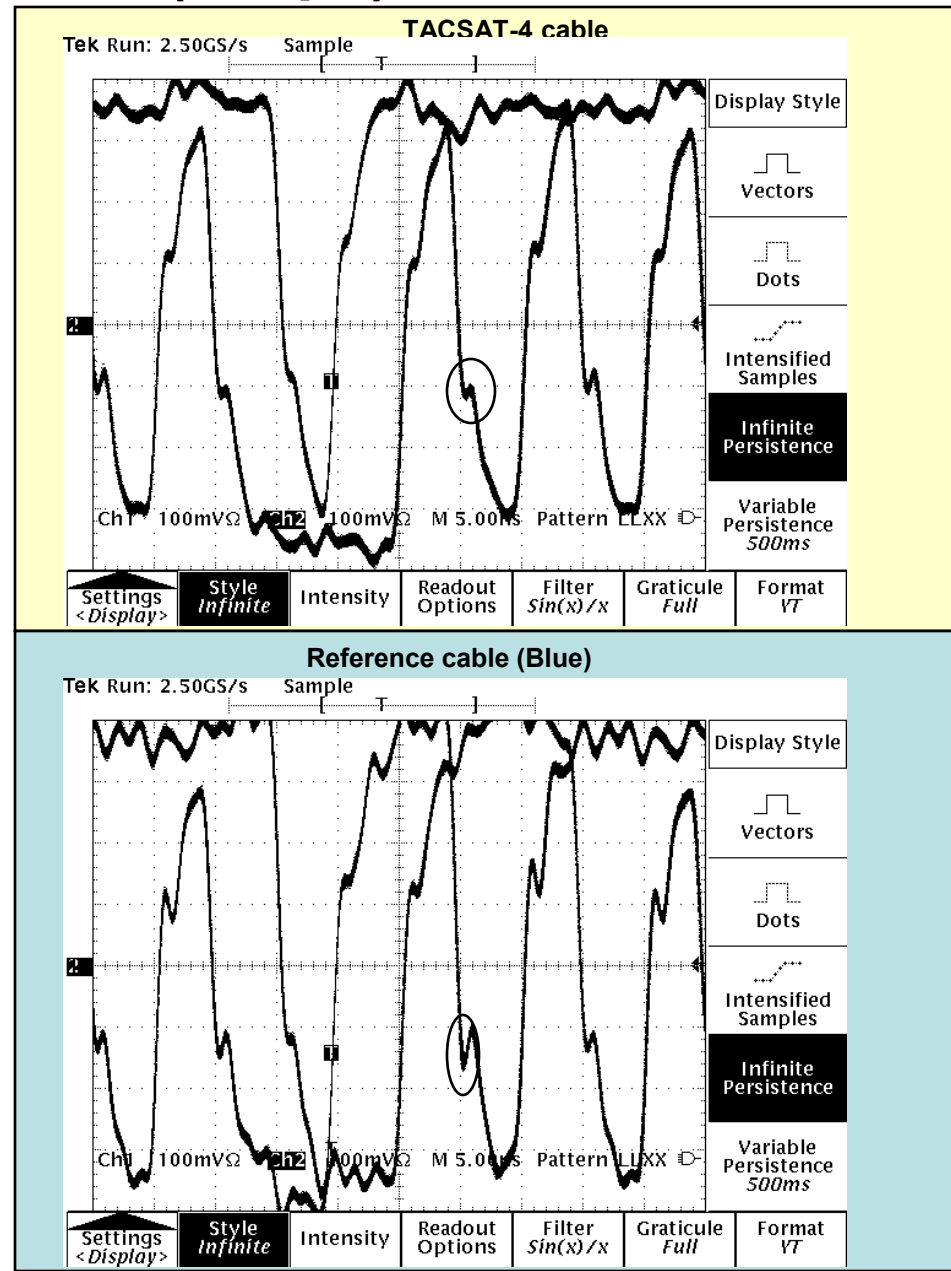 TACSAT-4 cable
Tek Run: 2.50GS/s Sample
[ T ]
Display Style
Vectors
Dots
Intensified
Samples
Infinite
Persistence
Variable
Persistence
500ms
2
T
Ch1 100mVΩ Ch2 100mVΩ M 5.00ns Pattern LLXX
Settings
<Display>
Style
Infinite
Intensity
Readout
Options
Filter
Sin(x)/x
Graticule
Full
Format
YT
Reference cable (Blue)
Tek Run: 2.50GS/s Sample
[ T ]
Display Style
Vectors
Dots
Intensified
Samples
Infinite
Persistence
Variable
Persistence
500ms
2
T
Ch1 100mVΩ Ch2 100mVΩ M 5.00ns Pattern LLXX
Settings
<Display>
Style
Infinite
Intensity
Readout
Options
Filter
Sin(x)/x
Graticule
Full
Format
YT